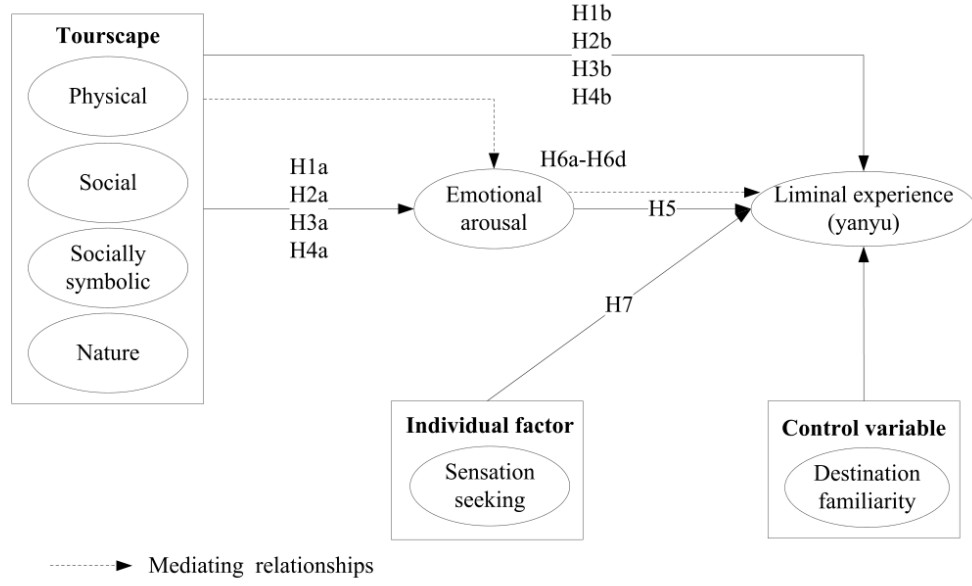 Tourscape
Physical
Social
Socially
symbolic
Nature
H1a
H2a
H3a
H4a
H1b
H2b
H3b
H4b
Emotional
arousal
H6a-H6d
H5
Liminal experience
(yanyu)
H7
Individual factor
Sensation
seeking
Control variable
Destination
familiarity
Mediating relationships